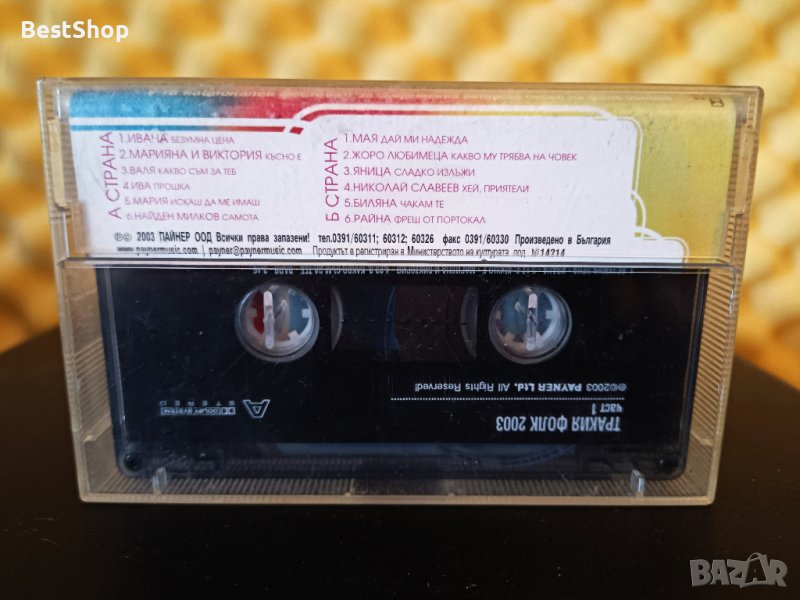 BestShop
А СТРАНА
1.ИВАНА БЕЗУМНА ЦЕНА
2.МАРИЯНА И ВИКТОРИЯ КЪСНО Е
3.ВАЛЯ КАКВО СЪМ ЗА ТЕБ
4.ИВА ПРОШКА
5.МАРИЯ ИСКАШ ДА МЕ ИМАШ
6.НАЙДЕН МИЛКОВ САМОТА
Б СТРАНА
1.МАЯ ДАЙ МИ НАДЕЖДА
2.ЖОРО ЛЮБИМЕЦА КАКВО МУ ТРЯБВА НА ЧОВЕК
3.ЯНИЦА СЛАДКО ИЗЛЪЖИ
4.НИКОЛАЙ СЛАВЕЕВ ХЕЙ, ПРИЯТЕЛИ
5.БИЛЯНА ЧАКАМ ТЕ
6.РАЙНА ФРЕШ ОТ ПОРТОКАЛ
℗© 2003 ПАЙНЕР ООД Всички права запазени! тел.0391/60311; 60312; 60326 факс 0391/60330 Произведено в България
www.paynermusic.com | payner@paynermusic.com Продуктът е регистриран в Министерството на културата под №14214
℗©2003 PAYNER Ltd. All Rights Reserved!
ТРАКИЯ ФОЛК 2003
част 1
A
STEREO
DOLBY SYSTEM
BAZAR